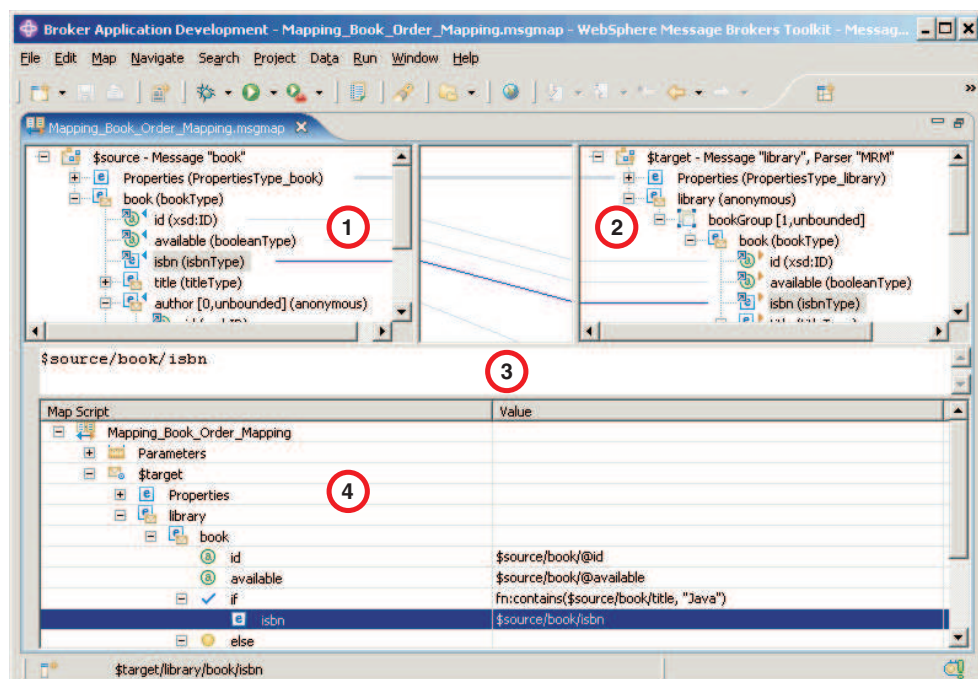 Broker Application Development - Mapping_Book_Order_Mapping.msgmap - WebSphere Message Brokers Toolkit - Messag...
File Edit Map Navigate Search Project Data Run Window Help
Mapping_Book_Order_Mapping.msgmap
$source - Message "book"
Properties (PropertiesType_book)
book (bookType)
id (xsd:ID)
available (booleanType)
isbn (isbnType)
title (titleType)
author [0,unbounded] (anonymous)
1
$target - Message "library", Parser "MRM"
Properties (PropertiesType_library)
library (anonymous)
bookGroup [1,unbounded]
book (bookType)
id (xsd:ID)
available (booleanType)
isbn (isbnType)
2
$source/book/isbn
3
Map Script Value
Mapping_Book_Order_Mapping
Parameters
$target
4
Properties
library
book
id $source/book/@id
available $source/book/@available
if fn:contains($source/book/title, "Java")
isbn $source/book/isbn
else
$target/library/book/isbn